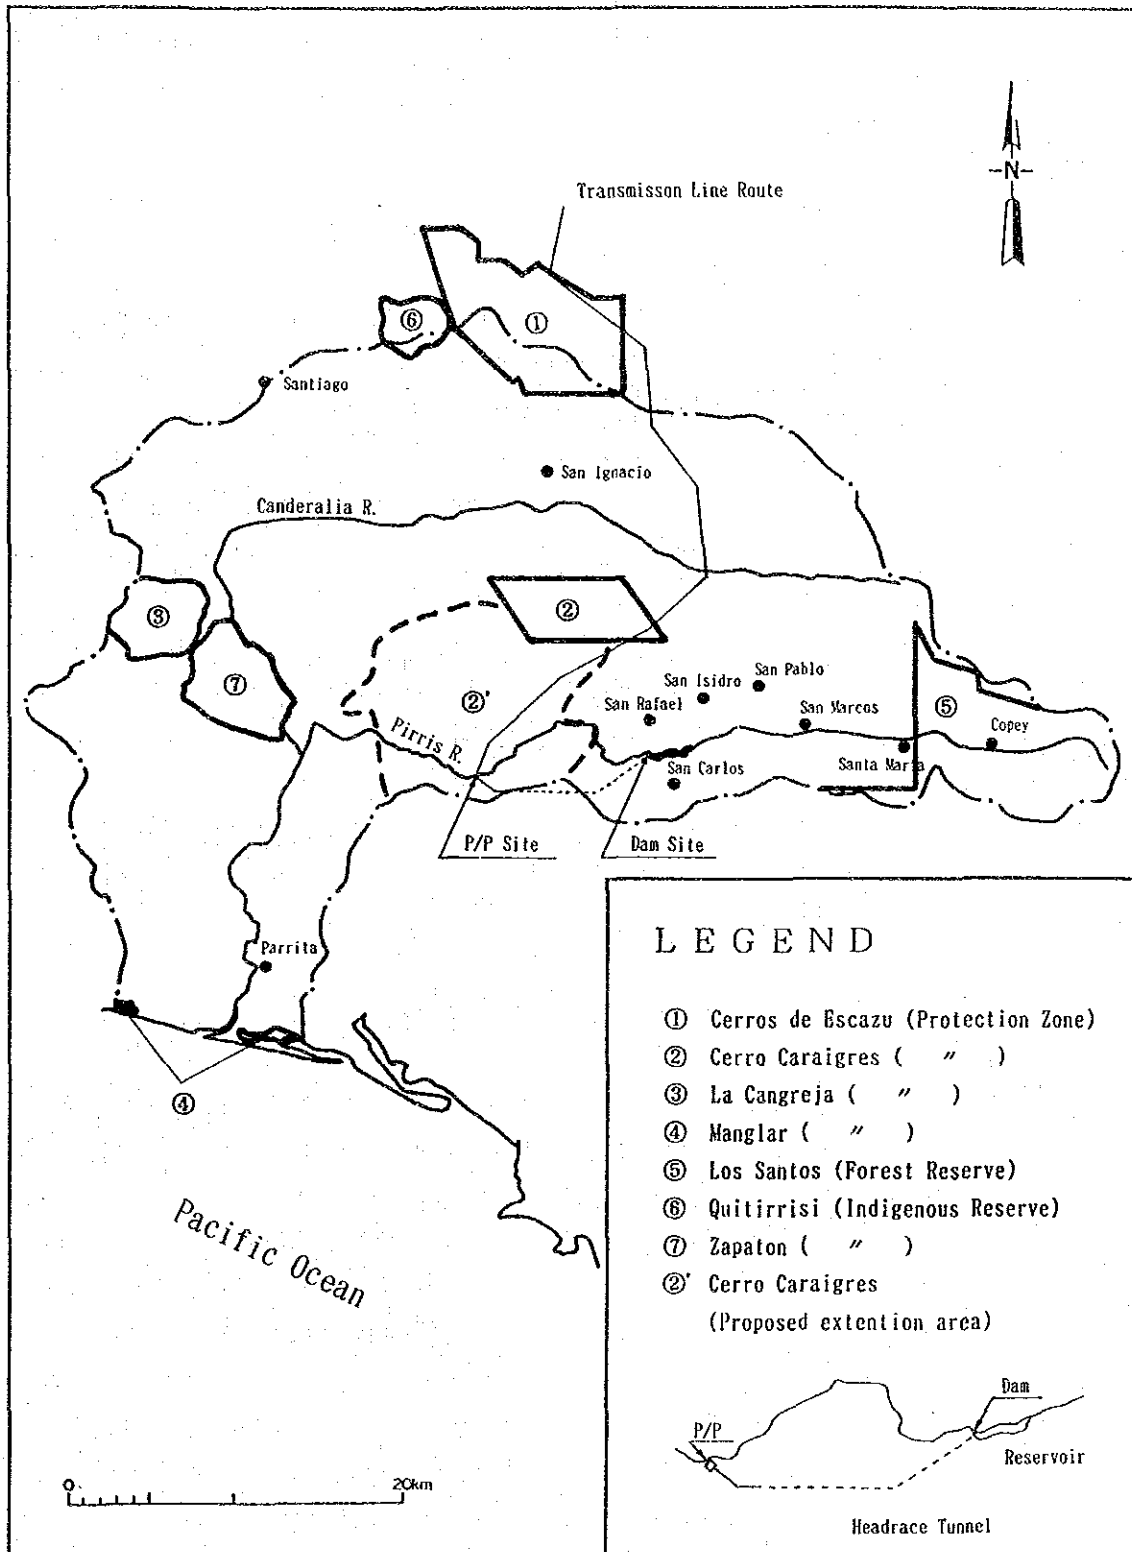 -N-
Transmisson Line Route
⑥
①
Santiago
San Ignacio
Canderalia R.
②
③
⑦
②'
San Pablo
San Isidro
San Rafael
San Marcos
⑤
Copey
Pirris R.
San Carlos
Santa Maria
P/P Site
Dam Site
Parrita
④
Pacific Ocean
0 20km
LEGEND
① Cerros de Escazu (Protection Zone)
② Cerro Caraigres ( 〃 )
③ La Cangreja ( 〃 )
④ Manglar ( 〃 )
⑤ Los Santos (Forest Reserve)
⑥ Quitirrisi (Indigenous Reserve)
⑦ Zapaton ( 〃 )
②' Cerro Caraigres
(Proposed extention area)
Dam
P/P
Reservoir
Headrace Tunnel